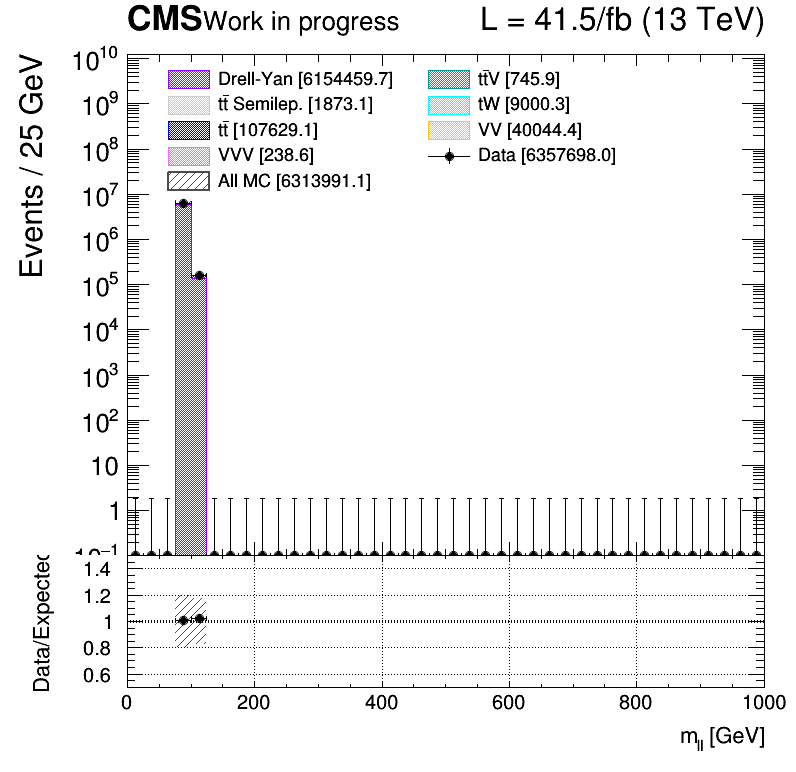 CMS Work in progress L = 41.5/fb (13 TeV)
Events / 25 GeV
10^10
10^9
10^8
10^7
10^6
10^5
10^4
10^3
10^2
10
1
10^−1
Drell-Yan [6154459.7]
tt̄ Semilep. [1873.1]
tt̄ [107629.1]
VVV [238.6]
All MC [6313991.1]
tt̄V [745.9]
tW [9000.3]
VV [40044.4]
Data [6357698.0]
Data/Expected
1.4
1.2
1
0.8
0.6
0 200 400 600 800 1000
m_ll [GeV]